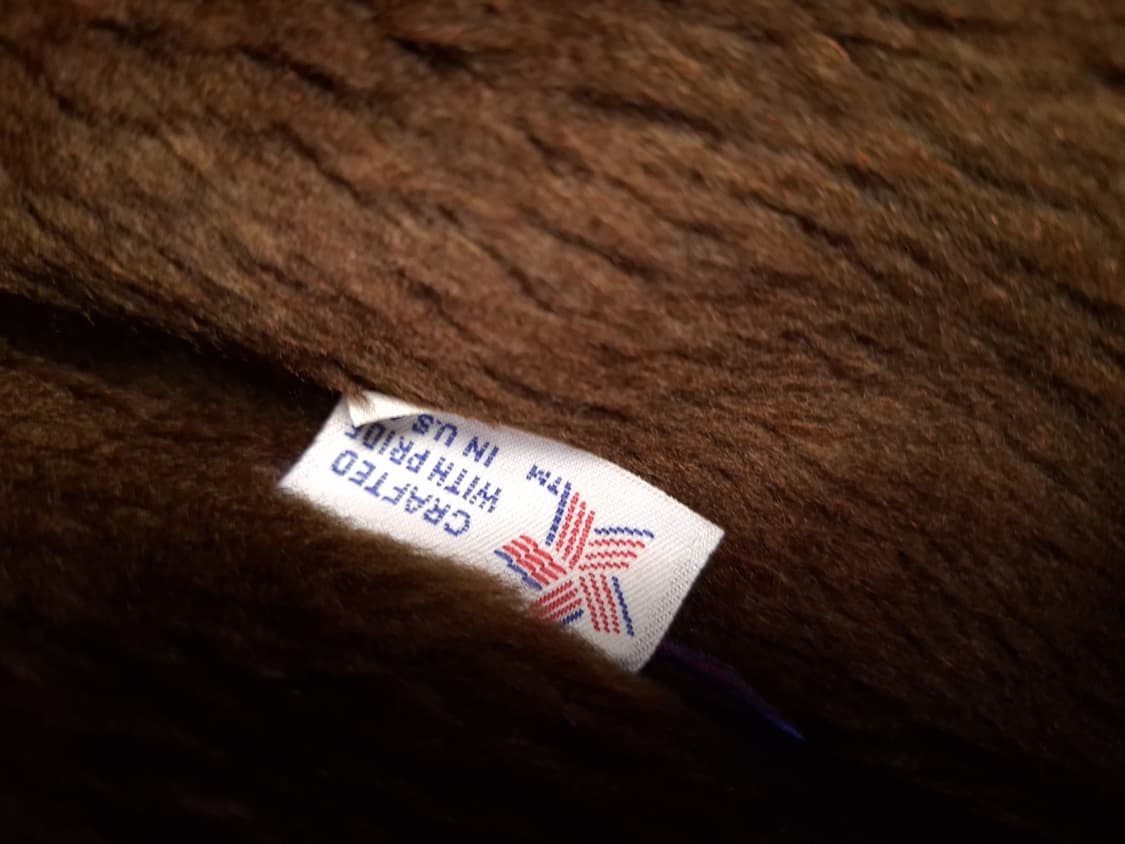 TM
CRAFTED
WITH PRIDE
IN U.S